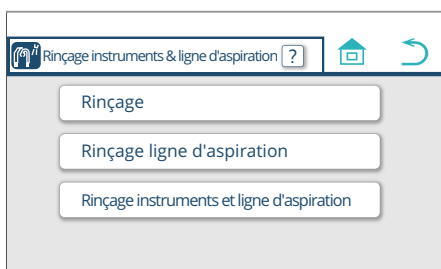 Rinçage instruments & ligne d'aspiration ?
Rinçage
Rinçage ligne d'aspiration
Rinçage instruments et ligne d'aspiration